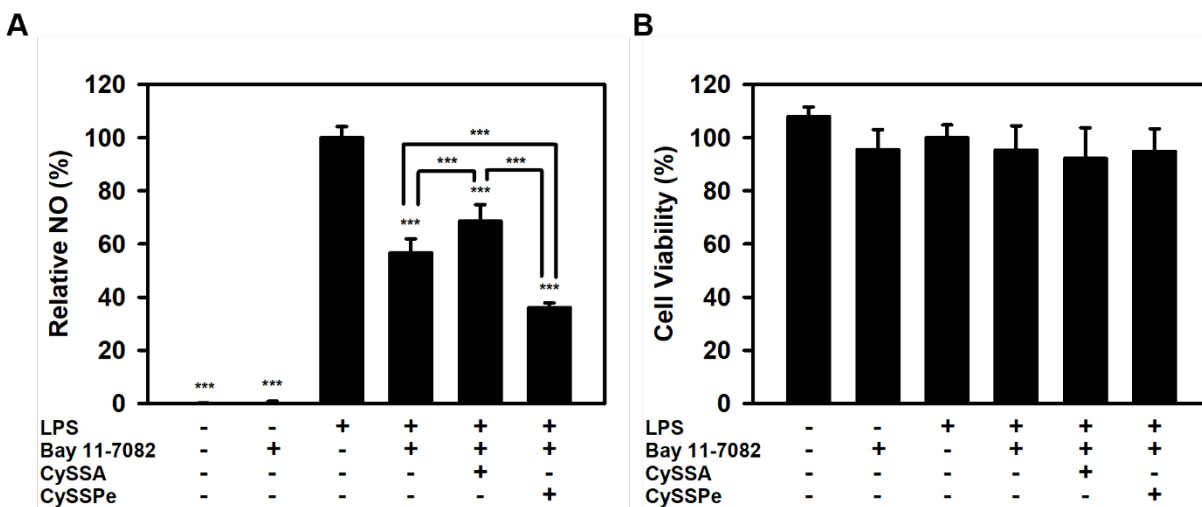 A
B
Relative NO (%)
120
100
80
60
40
20
0
*** *** *** *** *** *** *** ***
LPS - - + + + +
Bay 11-7082 - + - + + +
CySSA - - - - + -
CySSPe - - - - - +
Cell Viability (%)
120
100
80
60
40
20
0
LPS - - + + + +
Bay 11-7082 - + - + + +
CySSA - - - - + -
CySSPe - - - - - +